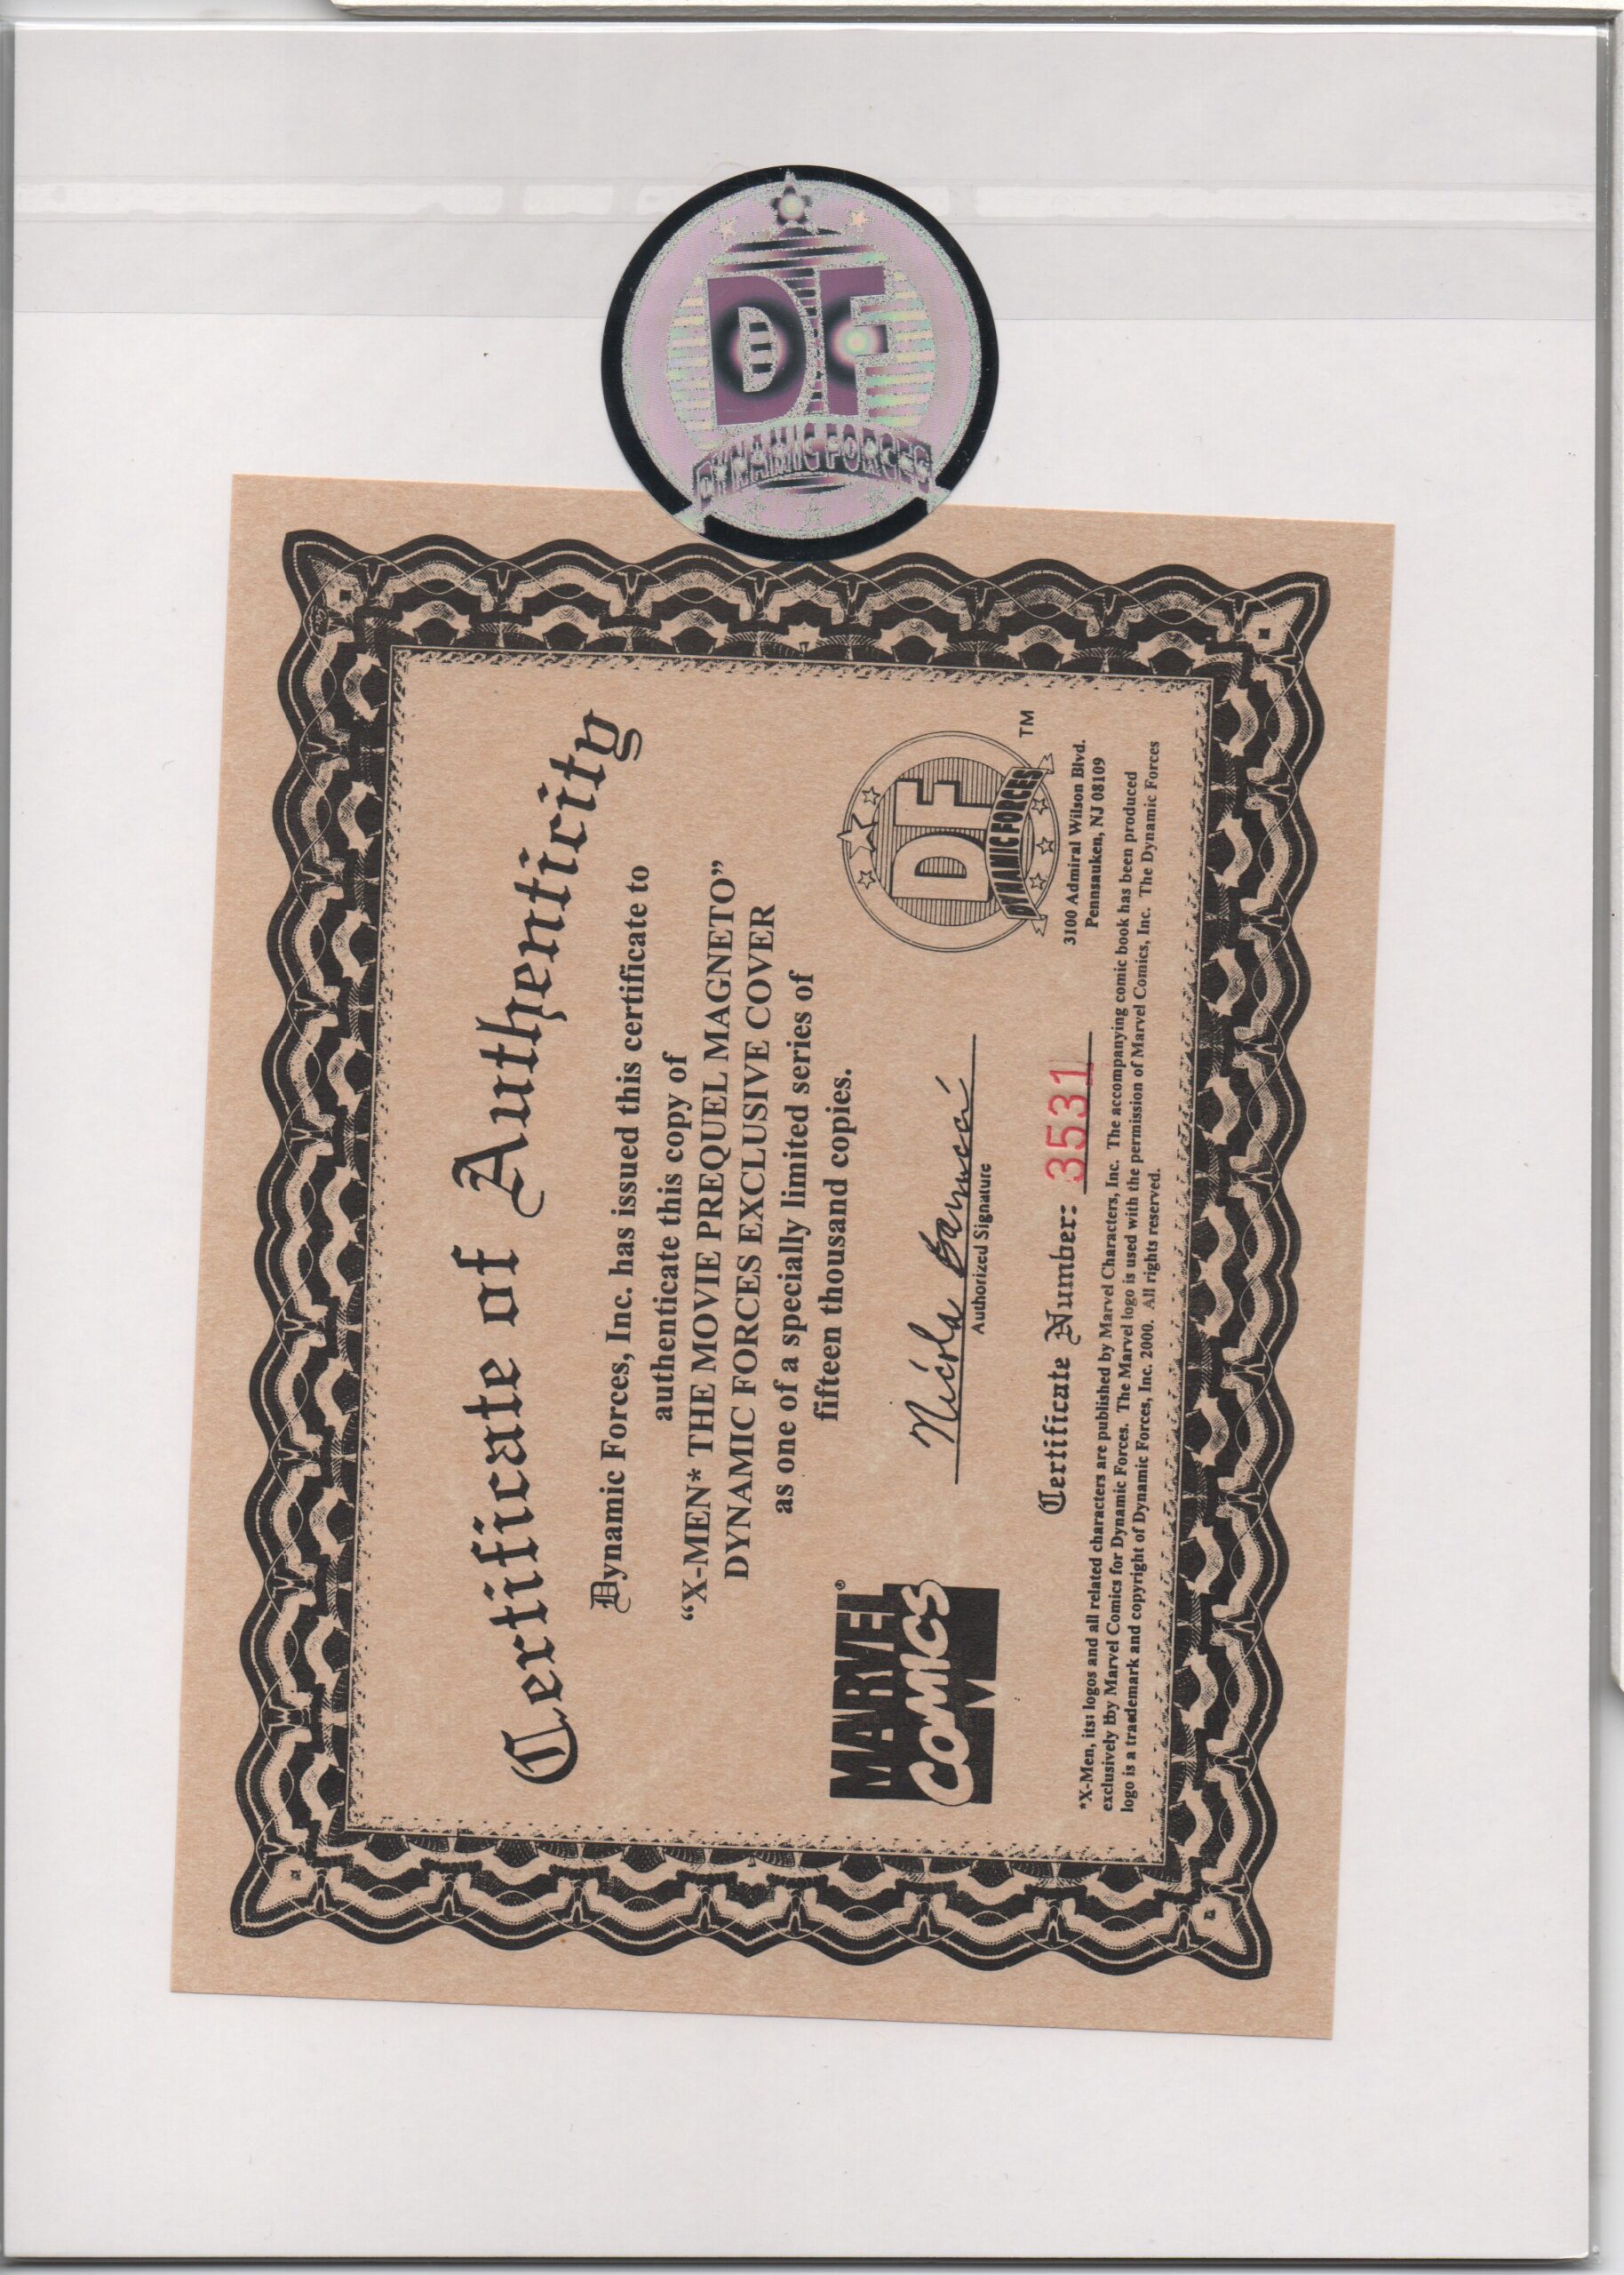 DF
DYNAMIC FORCES
Certificate of Authenticity
Dynamic Forces, Inc. has issued this certificate to
authenticate this copy of
“X-MEN* THE MOVIE PREQUEL MAGNETO”
DYNAMIC FORCES EXCLUSIVE COVER
as one of a specially limited series of
fifteen thousand copies.
MARVEL®
COMICS
Authorized Signature
Certificate Number: 3531
DF
DYNAMIC FORCES
TM
3100 Admiral Wilson Blvd.
Pennsauken, NJ 08109
*X-Men, its: logos and all related characters are published by Marvel Characters, Inc. The accompanying comic book has been produced
exclusively by Marvel Comics for Dynamic Forces. The Marvel logo is used with the permission of Marvel Comics, Inc. The Dynamic Forces
logo is a trademark and copyright of Dynamic Forces, Inc. 2000. All rights reserved.